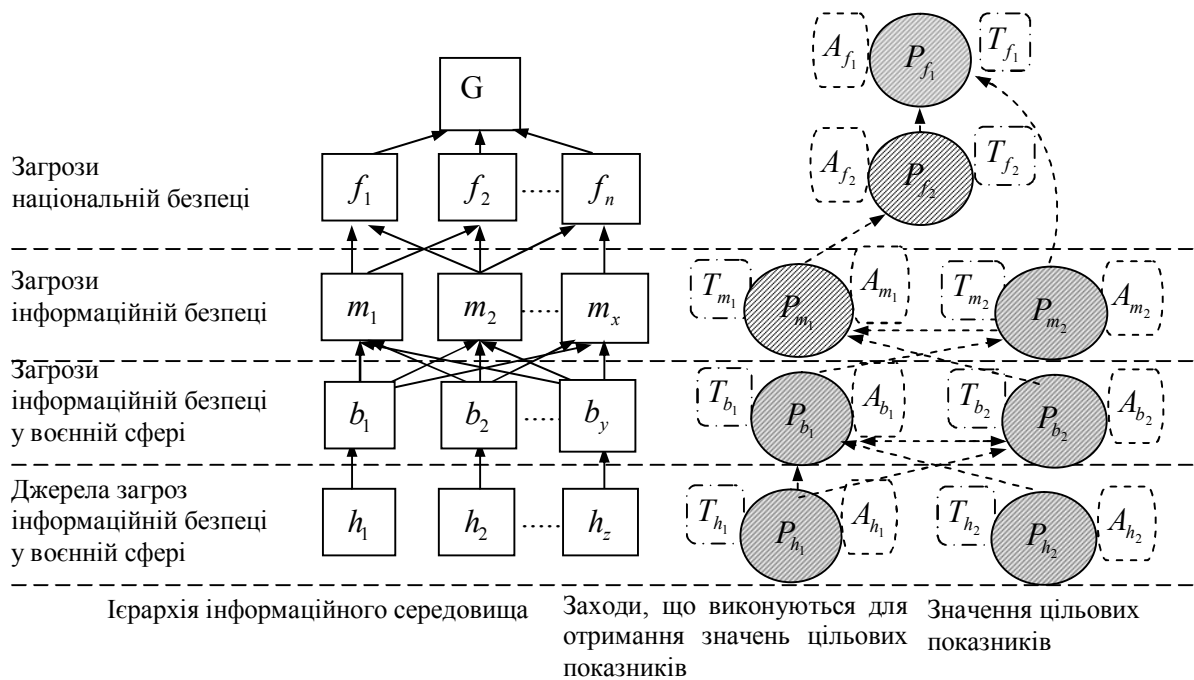 A_{f_1} P_{f_1} T_{f_1}
G
A_{f_2} P_{f_2} T_{f_2}
Загрози
національній безпеці
f_1 f_2 ...... f_n
Загрози
інформаційній безпеці
m_1 m_2 ...... m_x
T_{m_1} P_{m_1} A_{m_1} T_{m_2} P_{m_2} A_{m_2}
Загрози
інформаційній безпеці
у воєнній сфері
b_1 b_2 ...... b_y
T_{b_1} P_{b_1} A_{b_1} T_{b_2} P_{b_2} A_{b_2}
Джерела загроз
інформаційній безпеці
у воєнній сфері
h_1 h_2 ...... h_z
T_{h_1} P_{h_1} A_{h_1} T_{h_2} P_{h_2} A_{h_2}
Ієрархія інформаційного середовища
Заходи, що виконуються для
отримання значень цільових
показників
Значення цільових
показників